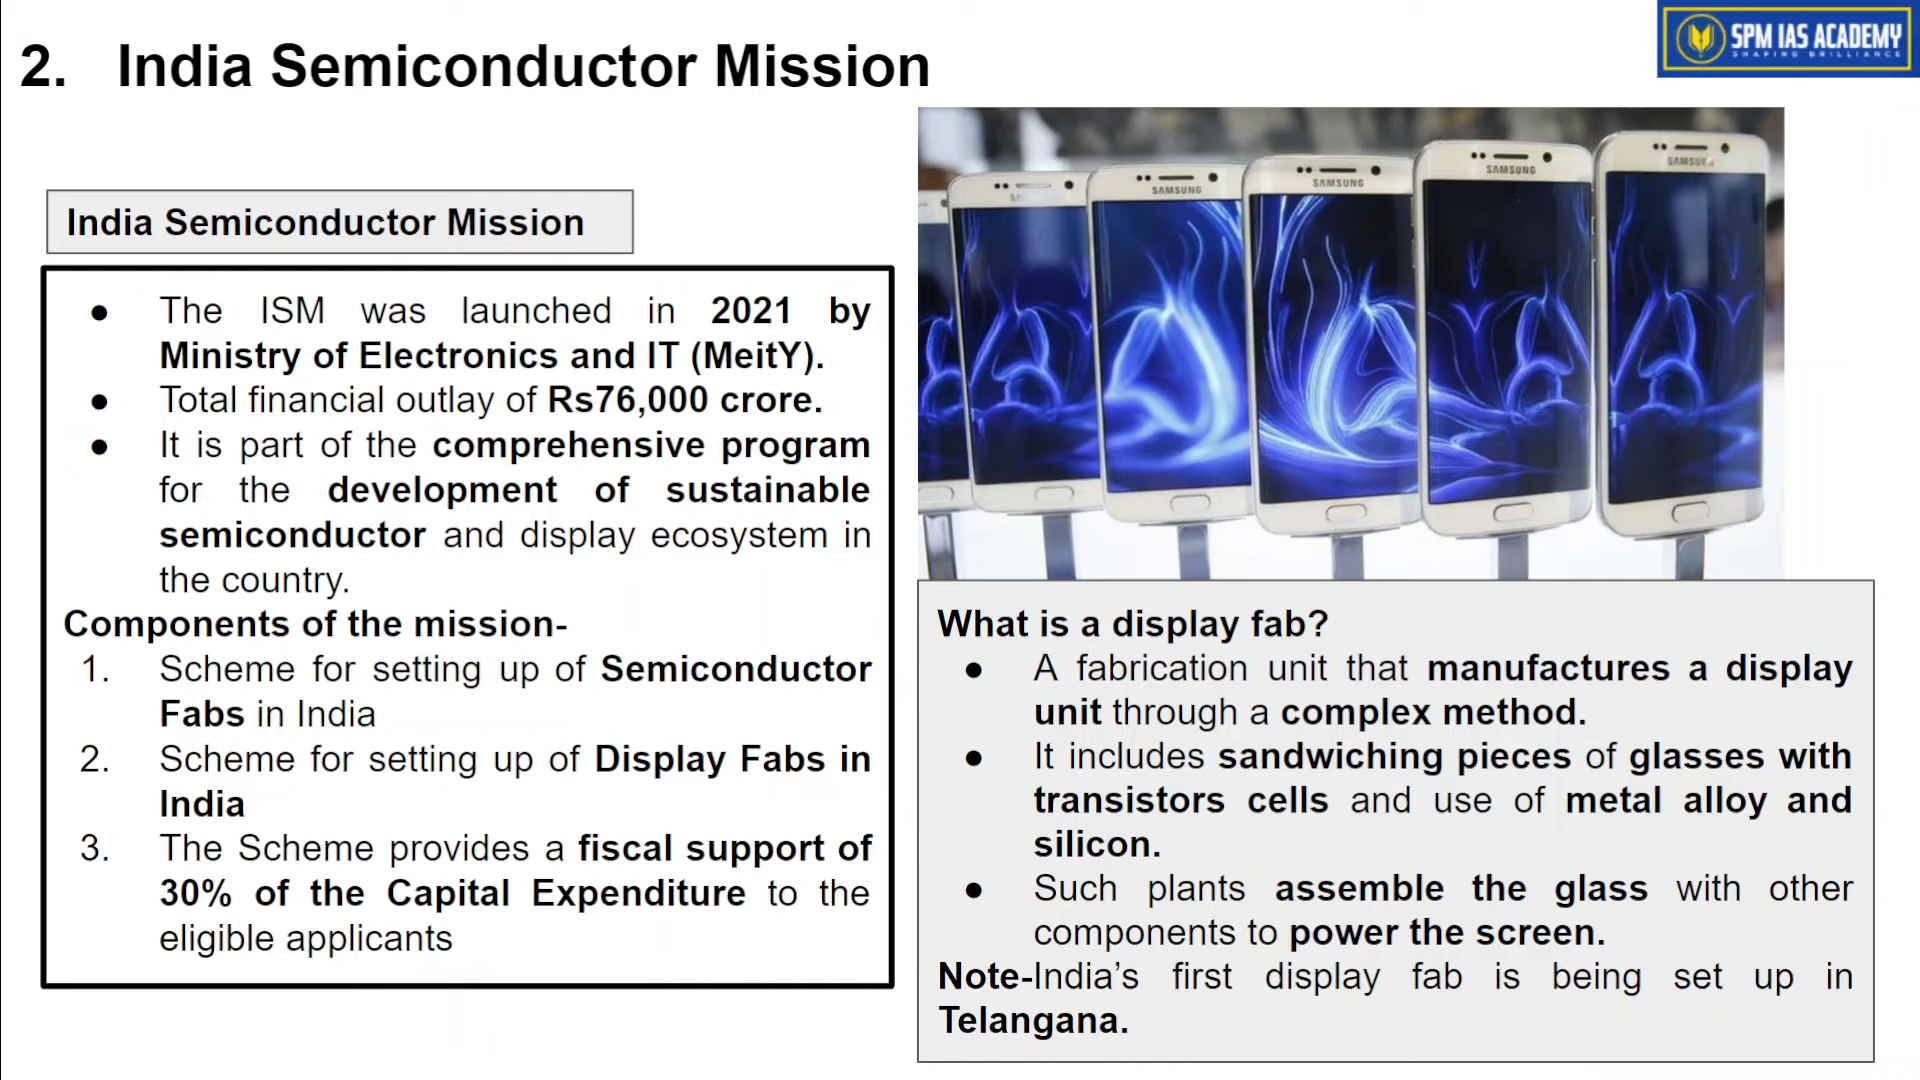 2. India Semiconductor Mission
SPM IAS ACADEMY
SHAPING BRILLIANCE
India Semiconductor Mission
● The ISM was launched in 2021 by
Ministry of Electronics and IT (MeitY).
● Total financial outlay of Rs76,000 crore.
● It is part of the comprehensive program
for the development of sustainable
semiconductor and display ecosystem in
the country.
Components of the mission-
1. Scheme for setting up of Semiconductor
Fabs in India
2. Scheme for setting up of Display Fabs in
India
3. The Scheme provides a fiscal support of
30% of the Capital Expenditure to the
eligible applicants
SAMSUNG
SAMSUNG
SAMSUNG
SAMSUNG
What is a display fab?
● A fabrication unit that manufactures a display
unit through a complex method.
● It includes sandwiching pieces of glasses with
transistors cells and use of metal alloy and
silicon.
● Such plants assemble the glass with other
components to power the screen.
Note-India's first display fab is being set up in
Telangana.